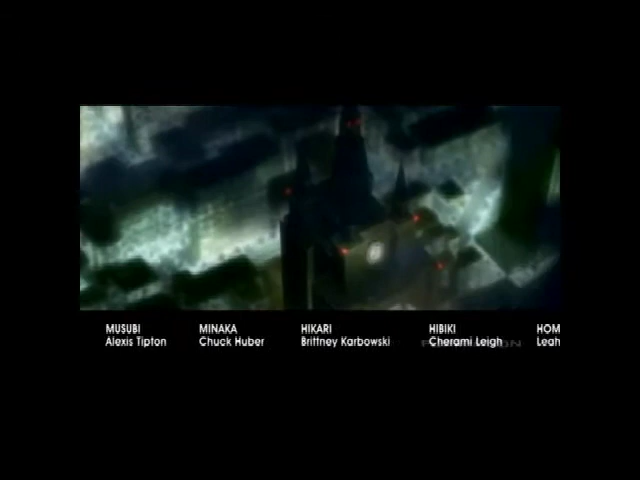 MUSUBI MINAKA HIKARI HIBIKI HOM
Alexis Tipton Chuck Huber Brittney Karbowski Cherami Leigh Leah